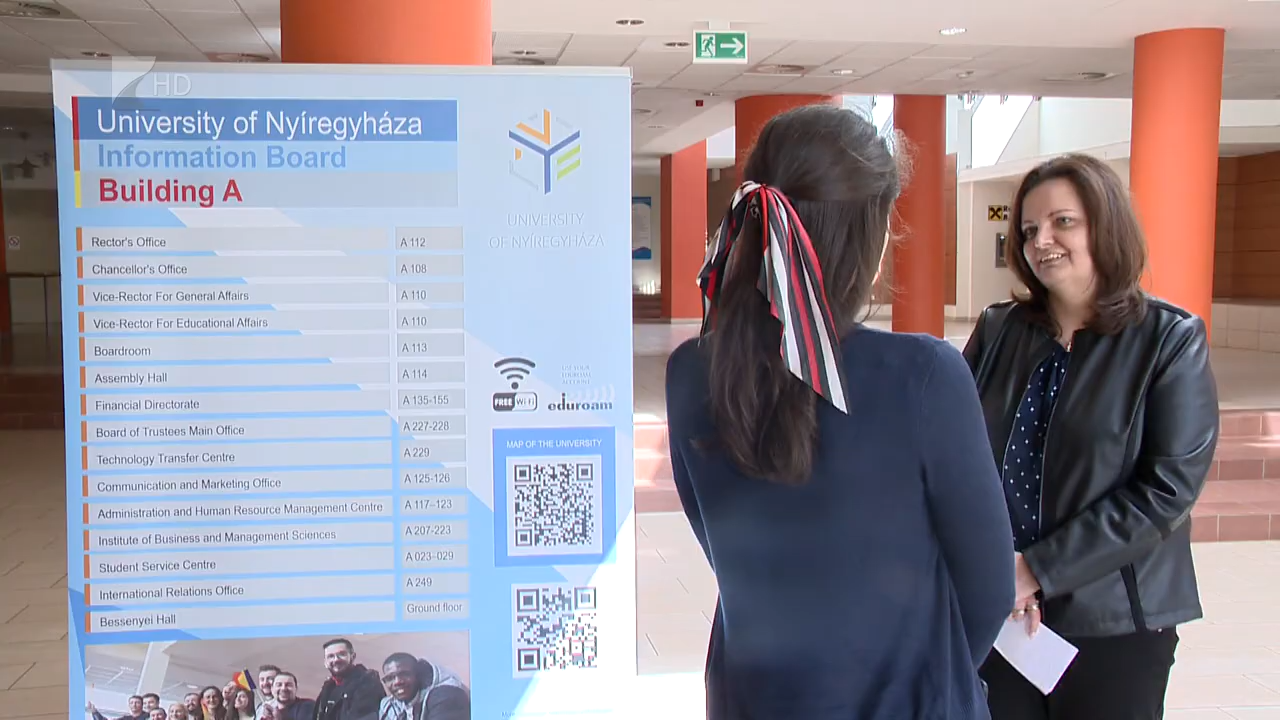 HD
University of Nyíregyháza
Information Board
Building A
UNIVERSITY
OF NYÍREGYHÁZA
Rector's Office A 112
Chancellor's Office A 108
Vice-Rector For General Affairs A 110
Vice-Rector For Educational Affairs A 110
Boardroom A 113
Assembly Hall A 114
Financial Directorate A 135-155
Board of Trustees Main Office A 227-228
Technology Transfer Centre A 229
Communication and Marketing Office A 125-126
Administration and Human Resource Management Centre A 117–123
Institute of Business and Management Sciences A 207-223
Student Service Centre A 023–029
International Relations Office A 249
Bessenyei Hall Ground floor
FREE Wi Fi
USE YOUR
EDUROAM
ACCOUNT
eduroam
MAP OF THE UNIVERSITY